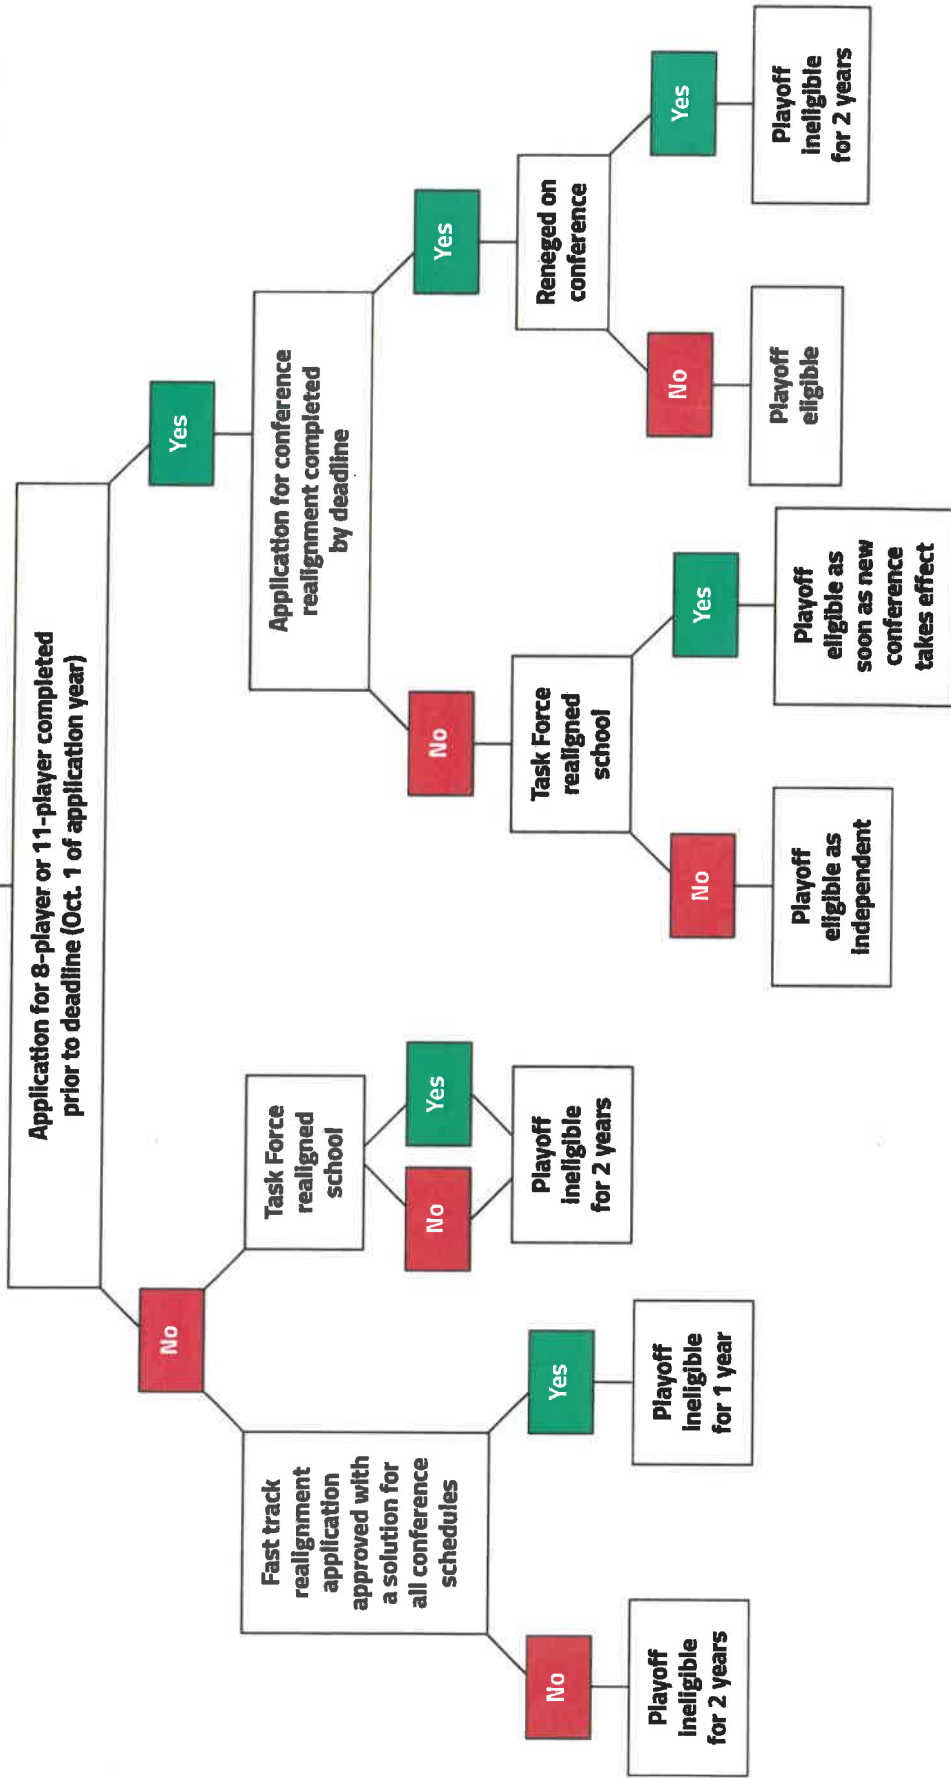 Application for 8-player or 11-player completed
prior to deadline (Oct. 1 of application year)
No
Yes
Fast track
realignment
application
approved with
a solution for
all conference
schedules
Task Force
realigned
school
Application for conference
realignment completed
by deadline
No
Yes
No
Yes
No
Yes
Playoff
ineligible
for 2 years
Playoff
ineligible
for 1 year
Playoff
ineligible
for 2 years
Task Force
realigned
school
Reneged on
conference
No
Yes
No
Yes
Playoff
eligible as
independent
Playoff
eligible as
soon as new
conference
takes effect
Playoff
eligible
Playoff
ineligible
for 2 years